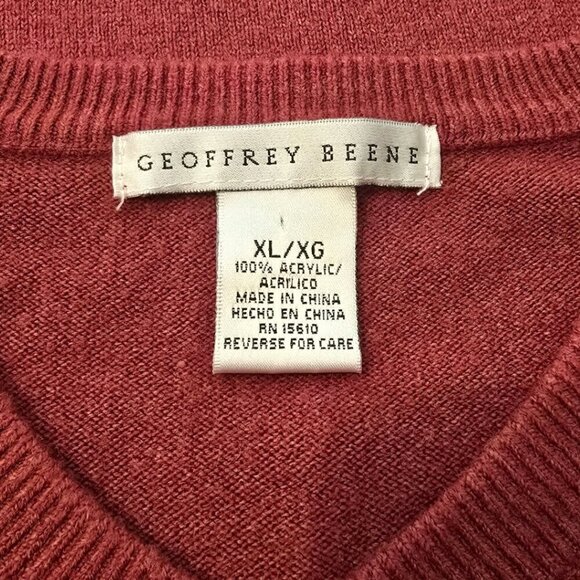 GEOFFREY BEENE
XL/XG
100% ACRYLIC/
ACRILICO
MADE IN CHINA
HECHO EN CHINA
RN 15610
REVERSE FOR CARE